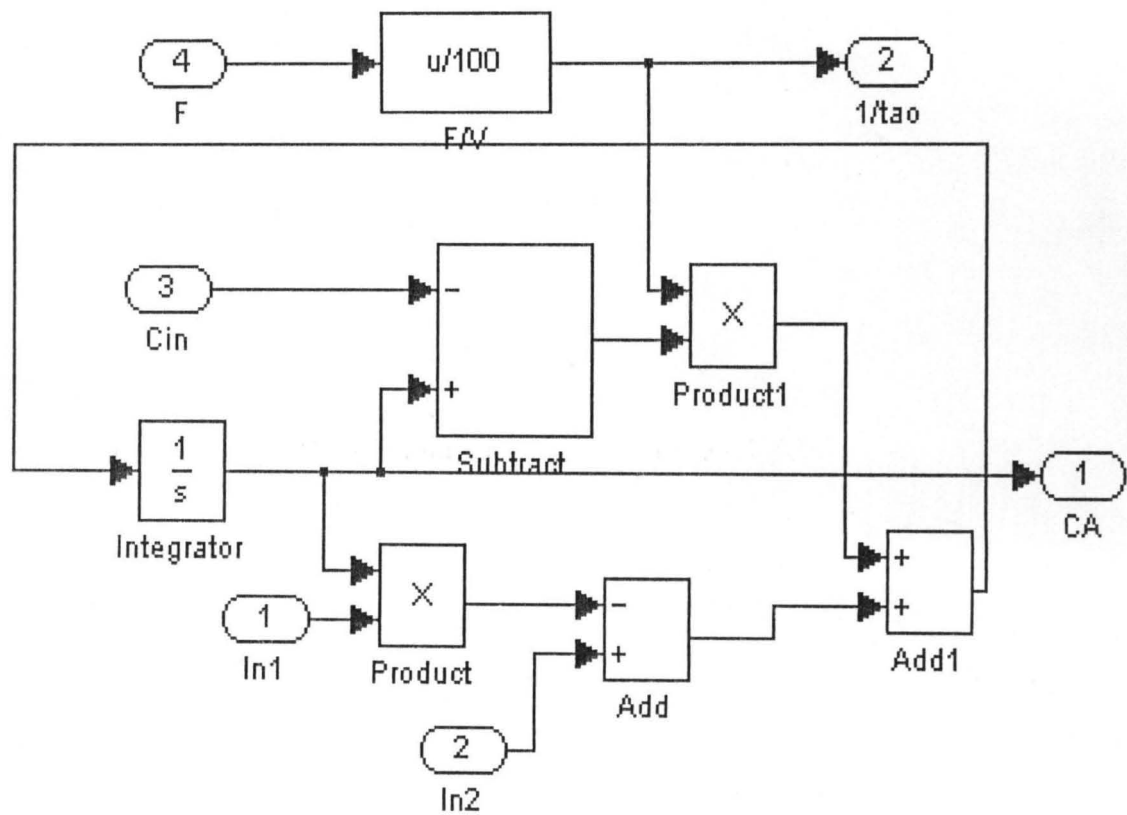 4
F
u/100
F/V
2
1/tao
3
Cin
-
+
Subtract
X
Product1
1
s
Integrator
1
CA
1
In1
X
Product
-
+
Add
+
+
Add1
2
In2